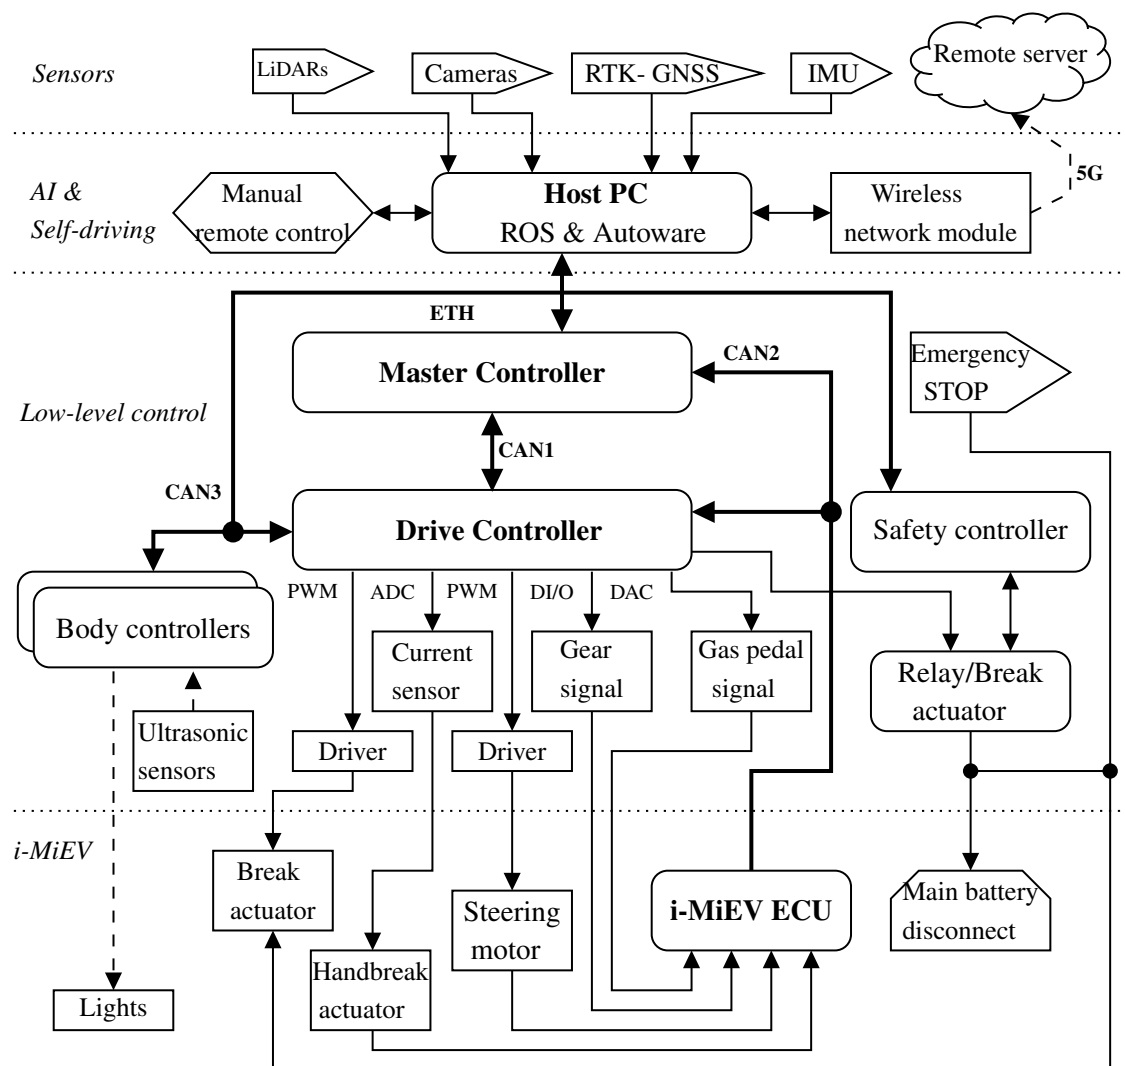 Sensors
LiDARs
Cameras
RTK- GNSS
IMU
Remote server
AI &
Self-driving
Manual
remote control
Host PC
ROS & Autoware
Wireless
network module
5G
ETH
Low-level control
Master Controller
CAN2
Emergency
STOP
CAN1
CAN3
Drive Controller
Safety controller
Body controllers
PWM
ADC
PWM
DI/O
DAC
Current
sensor
Gear
signal
Gas pedal
signal
Relay/Break
actuator
Ultrasonic
sensors
Driver
Driver
i-MiEV
Break
actuator
Steering
motor
i-MiEV ECU
Main battery
disconnect
Handbreak
actuator
Lights